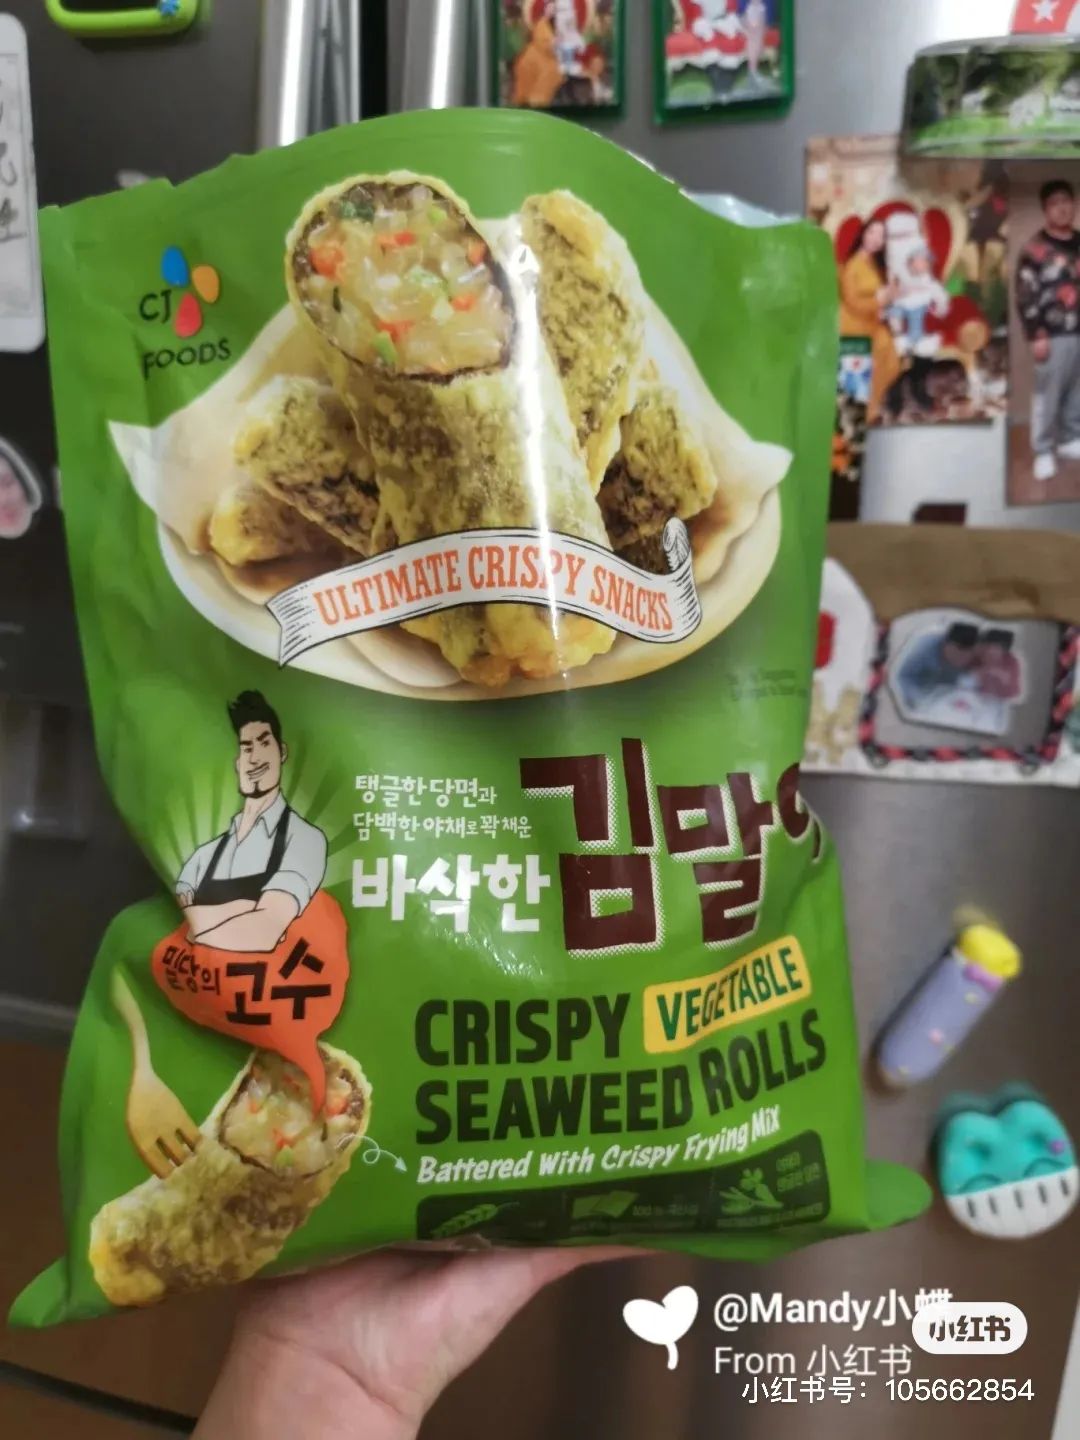 CJ
FOODS
ULTIMATE CRISPY SNACKS
탱글한 당면과
담백한 야채로 꽉 채운
바삭한 김말
밀당의
고수
CRISPY VEGETABLE
SEAWEED ROLLS
Battered With Crispy Frying Mix
@Mandy小蝶
小红书
From 小红书
小红书号：105662854